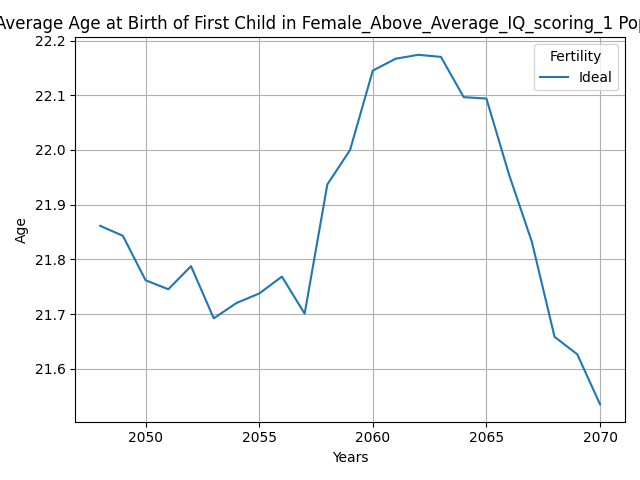 Average Age at Birth of First Child in Female_Above_Average_IQ_scoring_1 Pop
22.2
22.1
22.0
21.9
21.8
21.7
21.6
Age
Fertility
Ideal
2050 2055 2060 2065 2070
Years